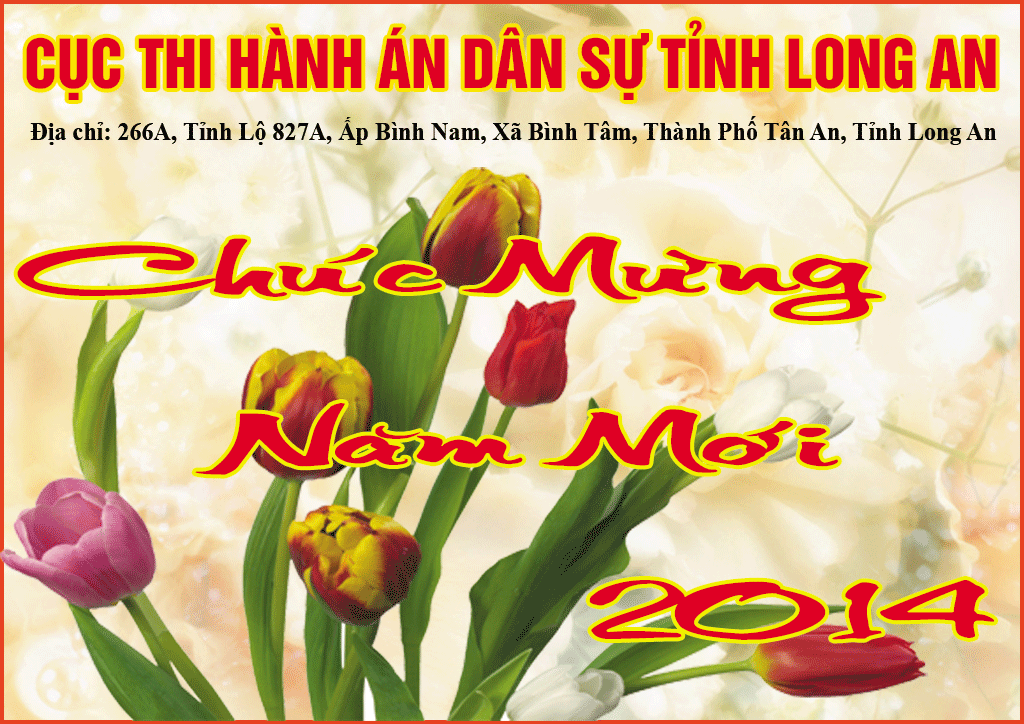 CỤC THI HÀNH ÁN DÂN SỰ TỈNH LONG AN
Địa chỉ: 266A, Tỉnh Lộ 827A, Ấp Bình Nam, Xã Bình Tâm, Thành Phố Tân An, Tỉnh Long An
Chúc Mừng
Năm Mới
2014